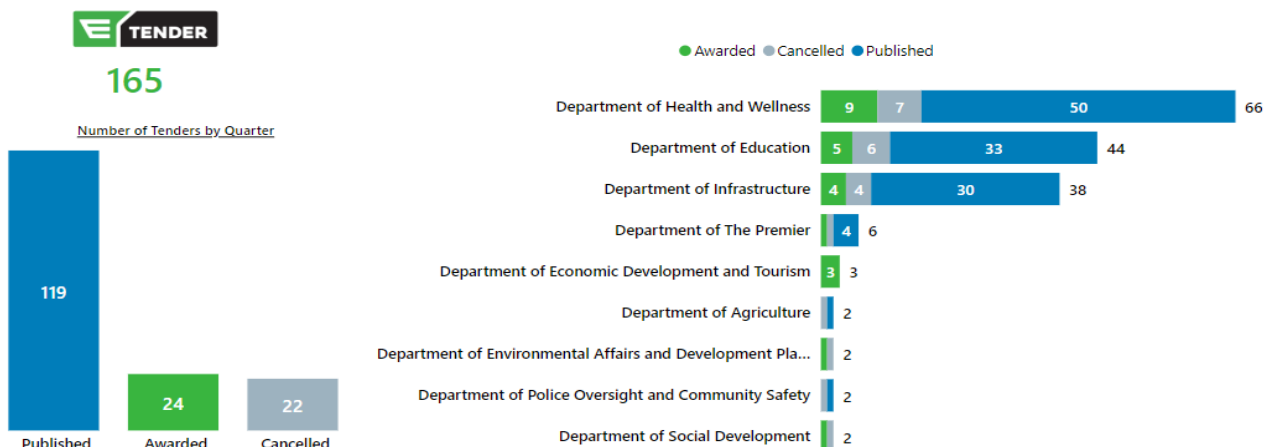 TENDER
165
Number of Tenders by Quarter
119
24
22
Published Awarded Cancelled
Awarded Cancelled Published
Department of Health and Wellness 9 7 50 66
Department of Education 5 6 33 44
Department of Infrastructure 4 4 30 38
Department of The Premier 4 6
Department of Economic Development and Tourism 3 3
Department of Agriculture 2
Department of Environmental Affairs and Development Pla... 2
Department of Police Oversight and Community Safety 2
Department of Social Development 2